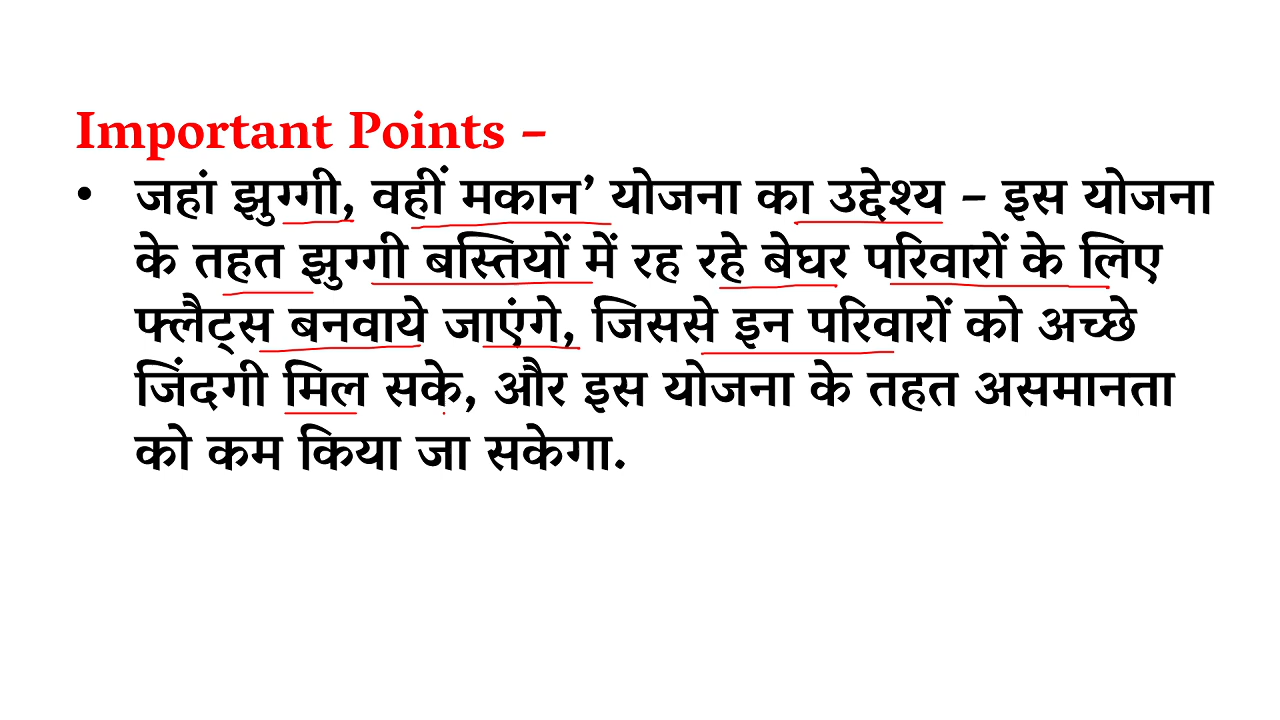 Important Points –
• जहां झुग्गी, वहीं मकान’ योजना का उद्देश्य – इस योजना
के तहत झुग्गी बस्तियों में रह रहे बेघर परिवारों के लिए
फ्लैट्स बनवाये जाएंगे, जिससे इन परिवारों को अच्छे
जिंदगी मिल सके, और इस योजना के तहत असमानता
को कम किया जा सकेगा.